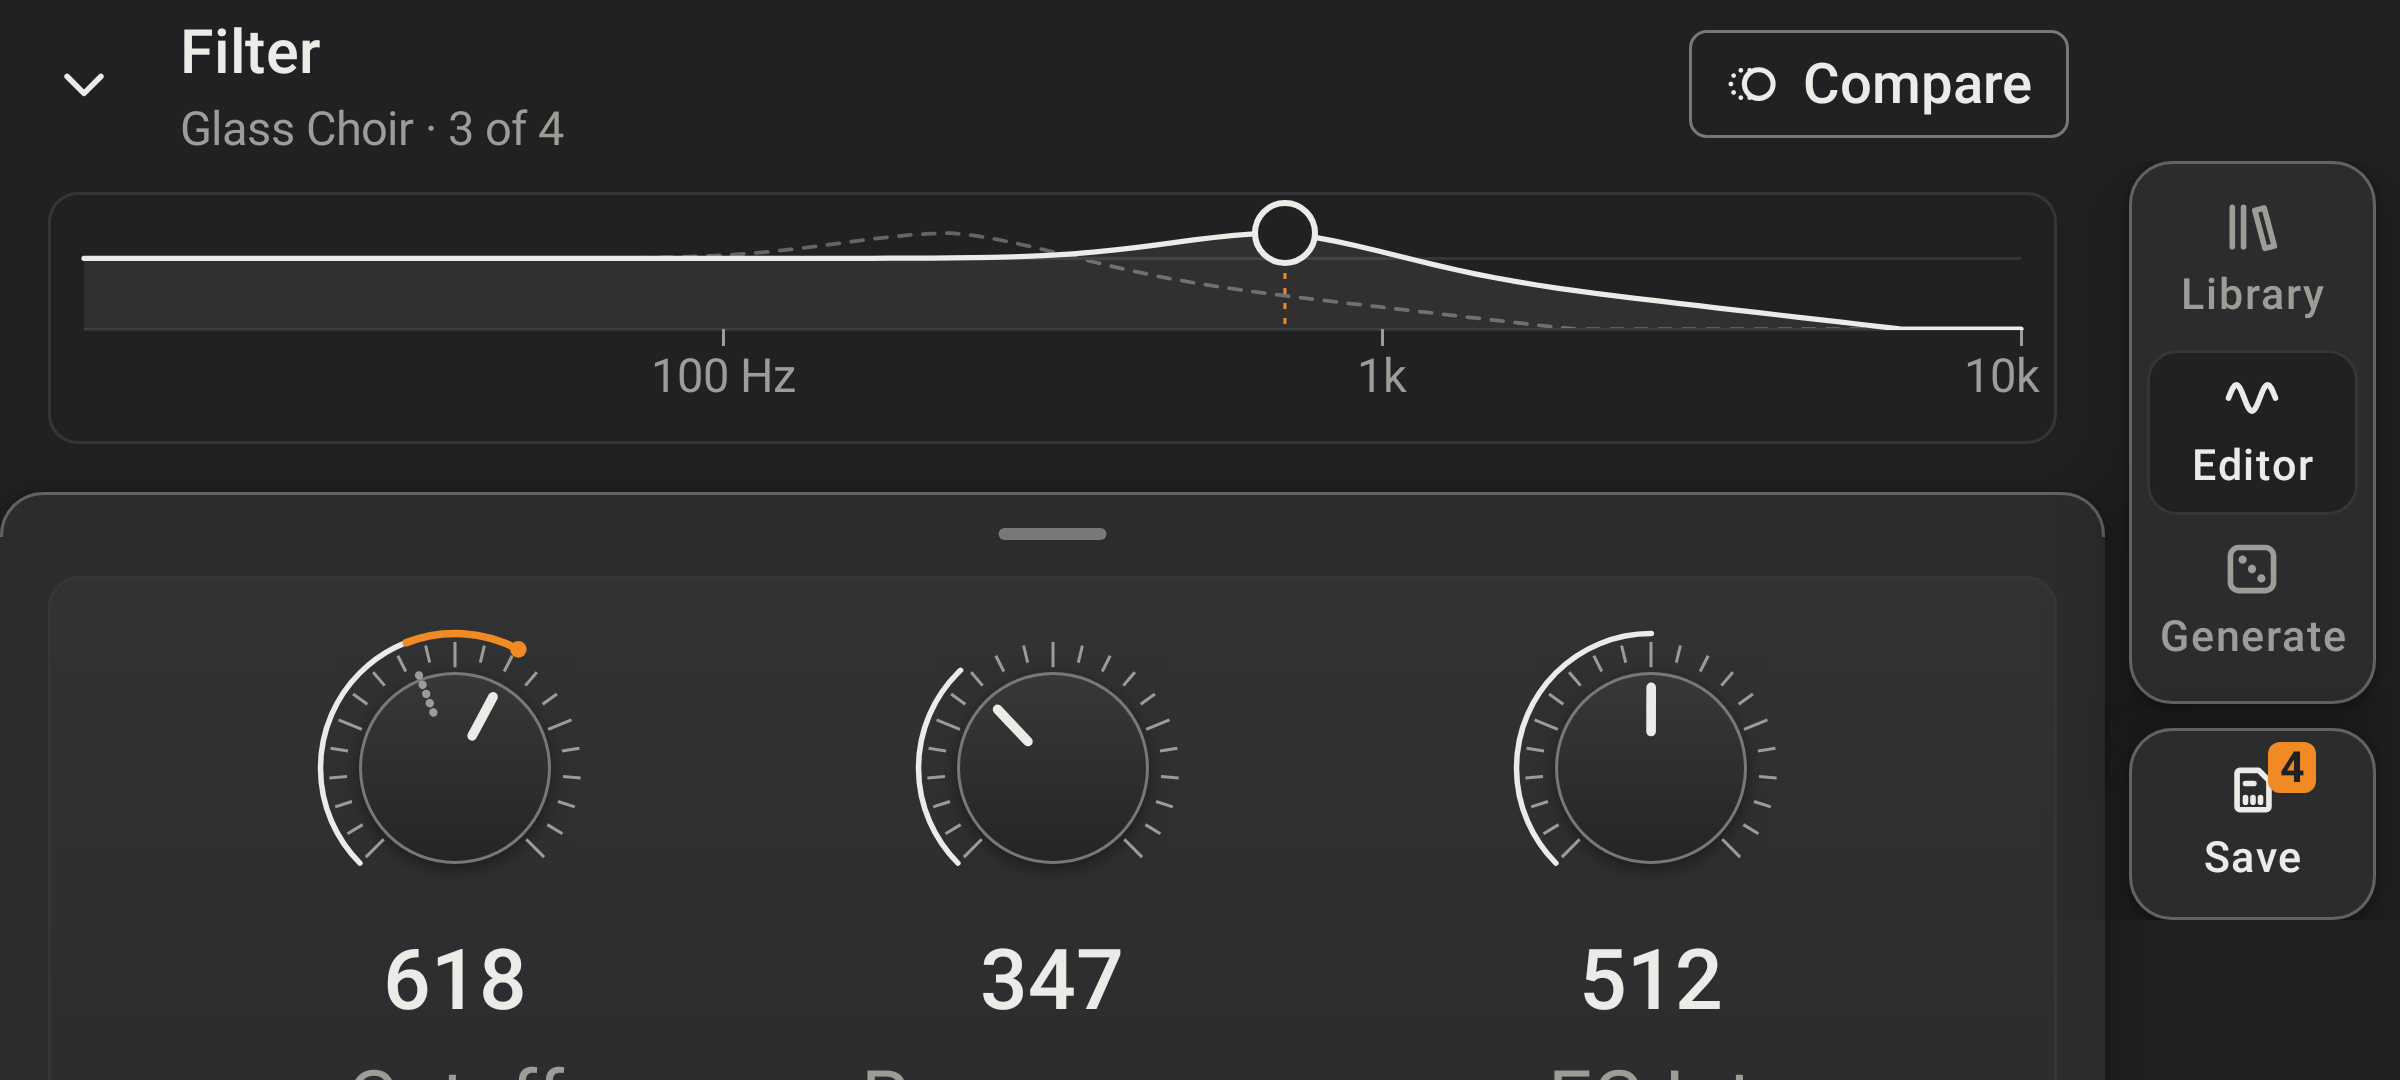 Filter
Glass Choir · 3 of 4
Compare
100 Hz
1k
10k
Library
Editor
Generate
4
Save
618
347
512